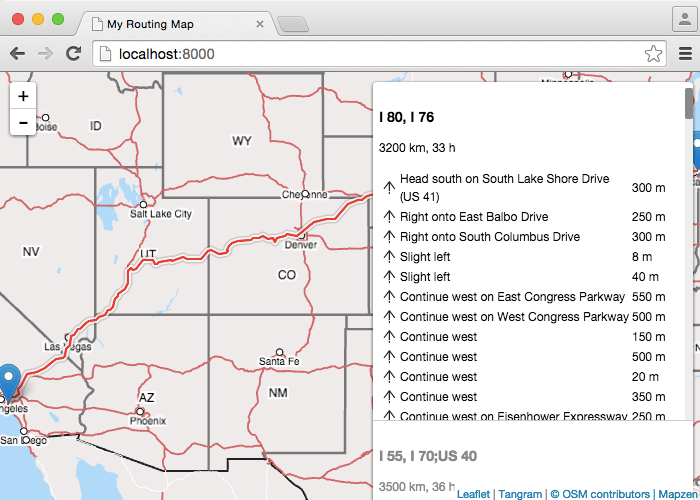 My Routing Map
localhost:8000
+
-
Boise
ID
WY
Cheyenne
Salt Lake City
NV
UT
Denver
CO
Las Vegas
Santa Fe
AZ
NM
Phoenix
ngeles
San Diego
I 80, I 76
3200 km, 33 h
Head south on South Lake Shore Drive
(US 41) 300 m
Right onto East Balbo Drive 250 m
Right onto South Columbus Drive 300 m
Slight left 8 m
Slight left 40 m
Continue west on East Congress Parkway 550 m
Continue west on West Congress Parkway 500 m
Continue west 150 m
Continue west 500 m
Continue west 20 m
Continue west 350 m
Continue west on Eisenhower Expressway 250 m
I 55, I 70;US 40
3500 km, 36 h
Leaflet | Tangram | © OSM contributors | Mapzen